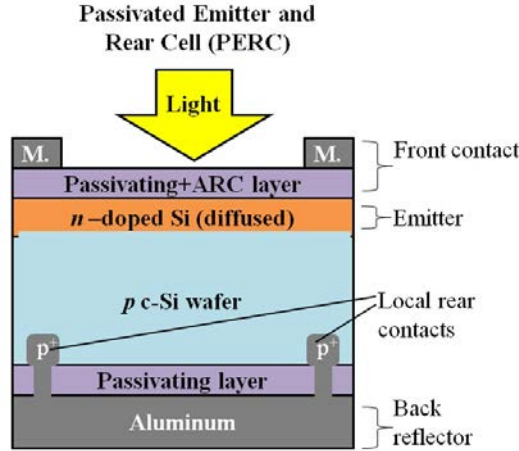 Passivated Emitter and
Rear Cell (PERC)
Light
M.
M.
Front contact
Passivating+ARC layer
n –doped Si (diffused)
Emitter
p c-Si wafer
Local rear
contacts
p+
p+
Passivating layer
Aluminum
Back
reflector